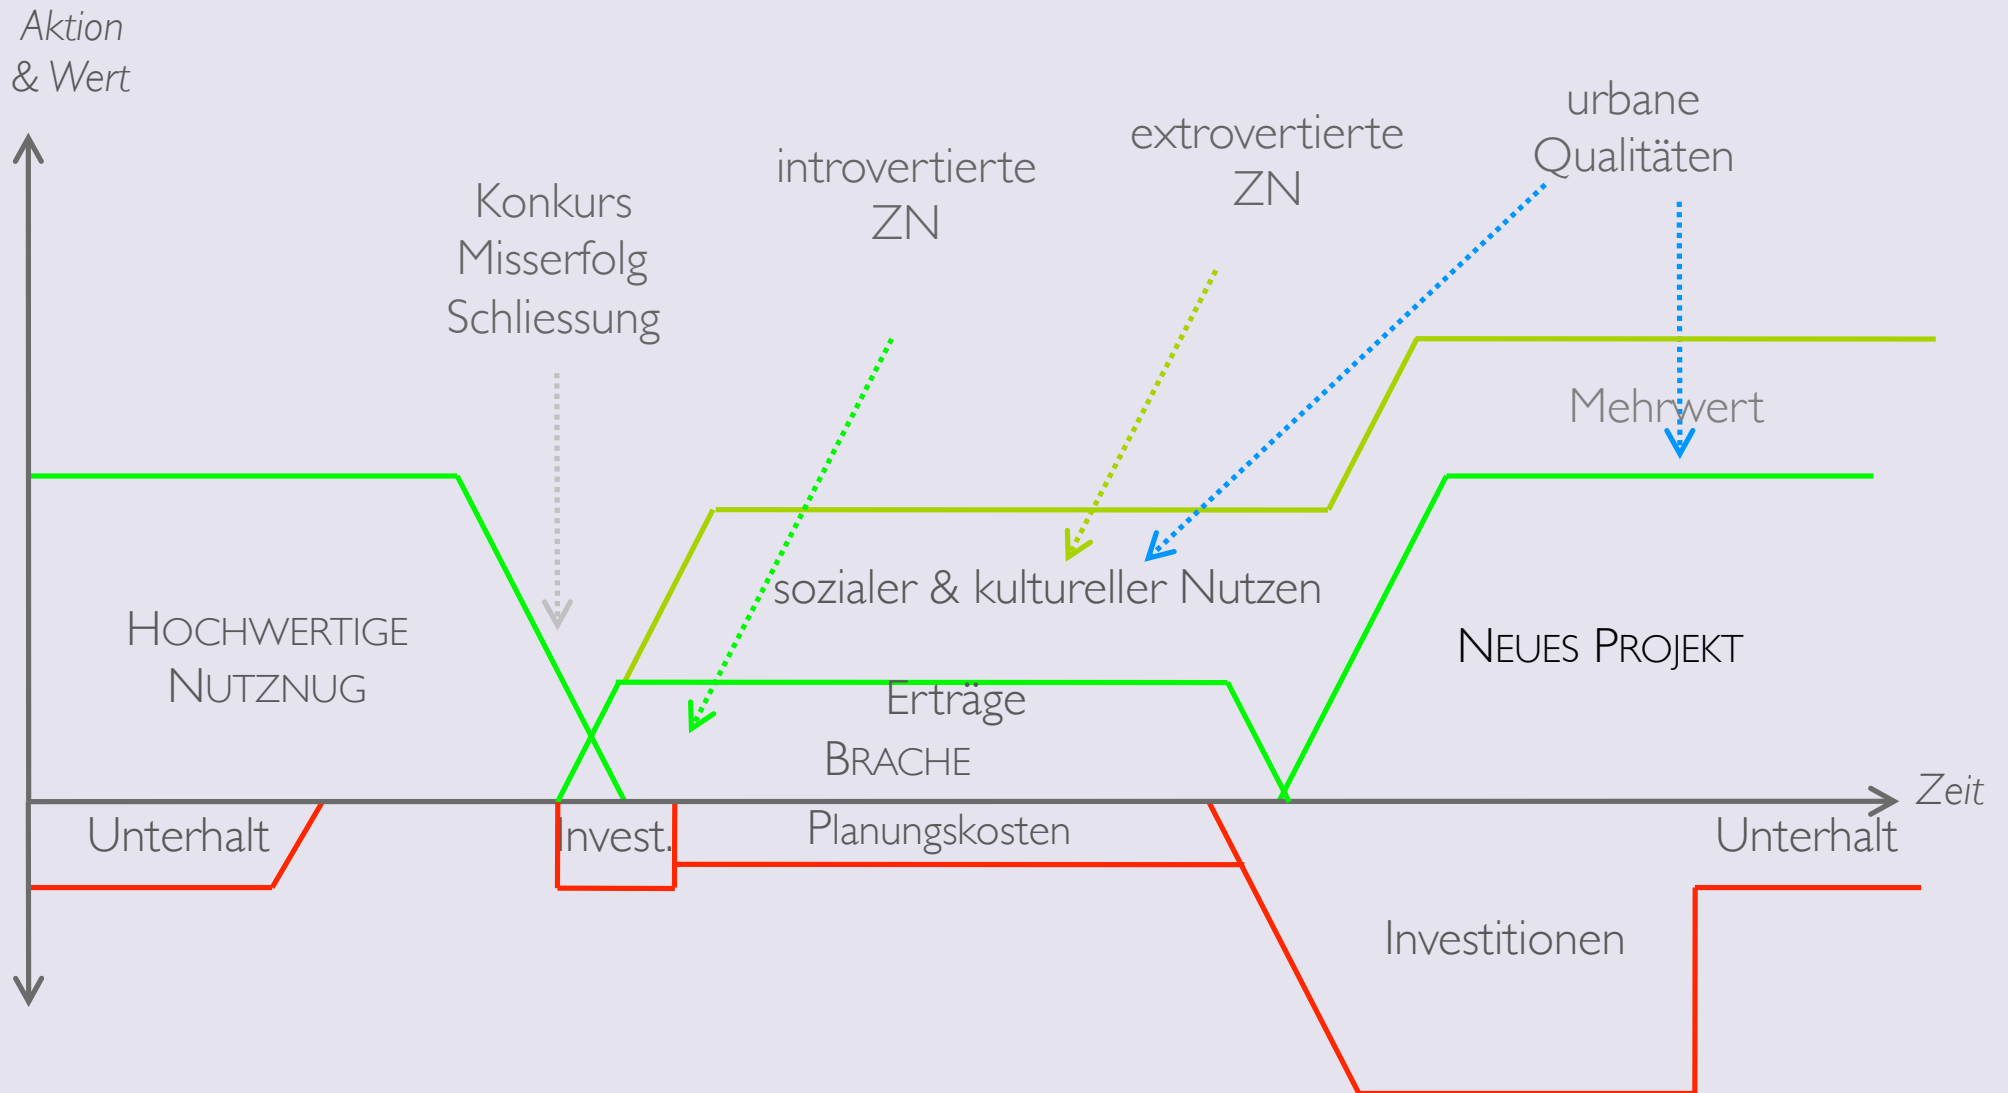 Aktion
& Wert
urbane
Qualitäten
extrovertierte
ZN
introvertierte
ZN
Konkurs
Misserfolg
Schliessung
Mehrwert
sozialer & kultureller Nutzen
HOCHWERTIGE
NUTZNUG
NEUES PROJEKT
Erträge
BRACHE
Zeit
Unterhalt
Invest.
Planungskosten
Unterhalt
Investitionen